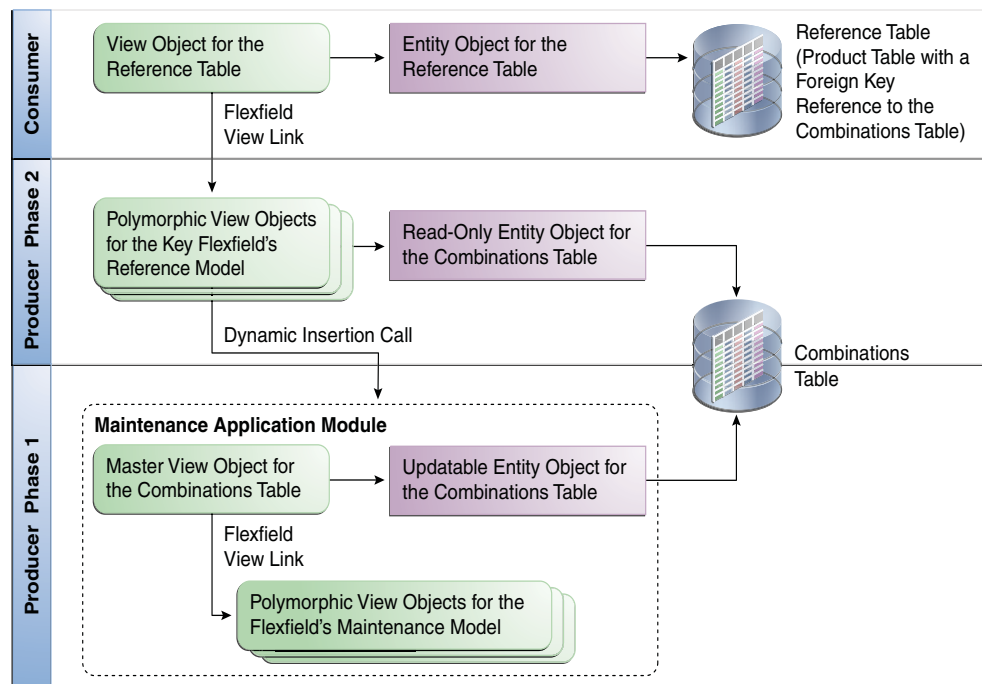 Consumer
View Object for the
Reference Table
Entity Object for the
Reference Table
Reference Table
(Product Table with a
Foreign Key
Reference to the
Combinations Table)
Flexfield
View Link
Producer Phase 2
Polymorphic View Objects
for the Key Flexfield's
Reference Model
Read-Only Entity Object for
the Combinations Table
Dynamic Insertion Call
Combinations
Table
Producer Phase 1
Maintenance Application Module
Master View Object for
the Combinations Table
Updatable Entity Object for
the Combinations Table
Flexfield
View Link
Polymorphic View Objects for the
Flexfield's Maintenance Model